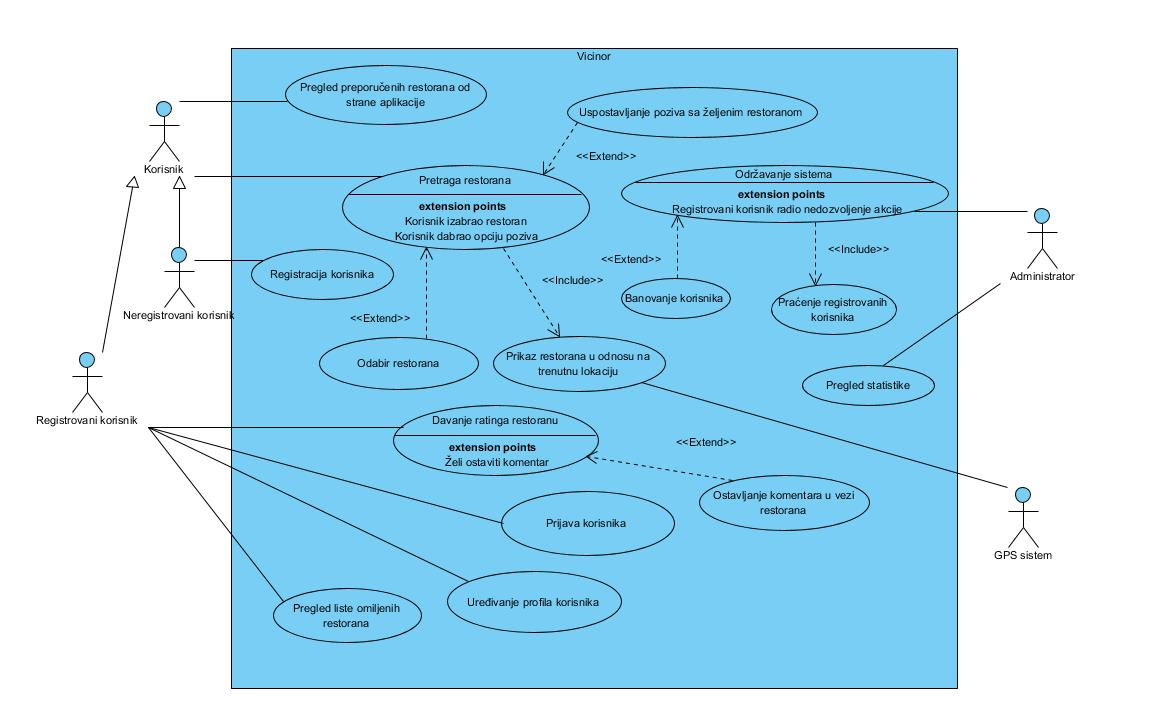 Vicinor
Pregled preporučenih restorana od
strane aplikacije
Uspostavljanje poziva sa željenim restoranom
<<Extend>>
Korisnik
Pretraga restorana
extension points
Korisnik izabrao restoran
Korisnik dabrao opciju poziva
Održavanje sistema
extension points
Registrovani korisnik radio nedozvoljenje akcije
Administrator
<<Include>>
<<Extend>>
<<Include>>
Registracija korisnika
Neregistrovani korisnik
Banovanje korisnika
Praćenje registrovanih
korisnika
<<Extend>>
Odabir restorana
Prikaz restorana u odnosu na
trenutnu lokaciju
Pregled statistike
Registrovani korisnik
Davanje ratinga restoranu
extension points
Želi ostaviti komentar
<<Extend>>
Ostavljanje komentara u vezi
restorana
Prijava korisnika
GPS sistem
Uređivanje profila korisnika
Pregled liste omiljenih
restorana